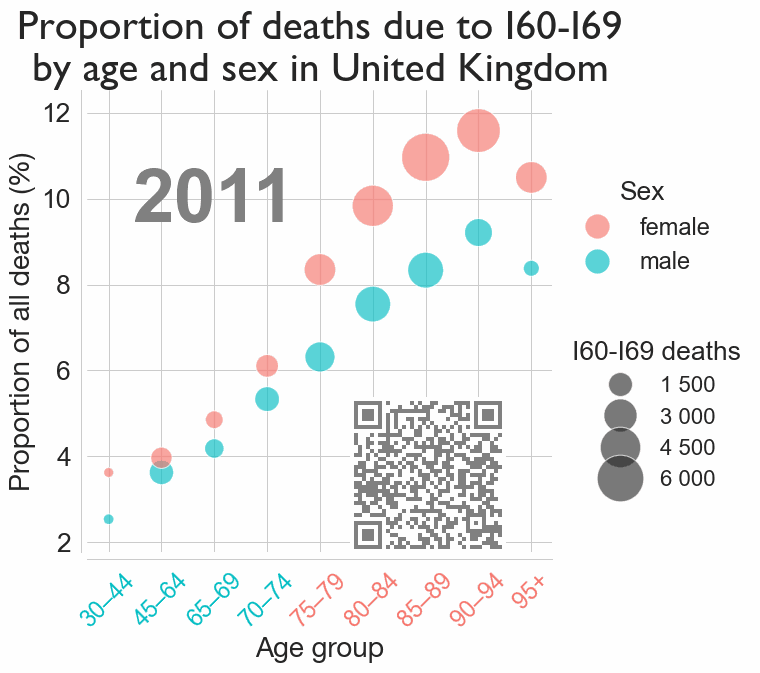 Proportion of deaths due to I60-I69
by age and sex in United Kingdom
Proportion of all deaths (%)
12
10
8
6
4
2
2011
30–44
45–64
65–69
70–74
75–79
80–84
85–89
90–94
95+
Age group
Sex
female
male
I60-I69 deaths
1 500
3 000
4 500
6 000